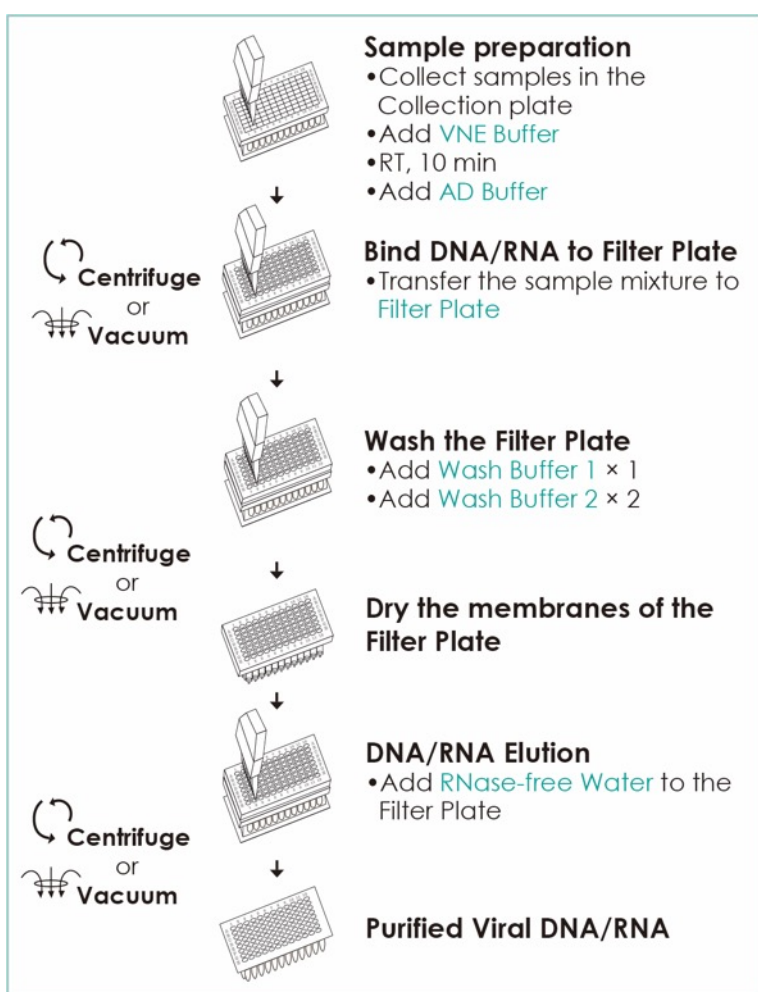 Sample preparation
•Collect samples in the
Collection plate
•Add VNE Buffer
•RT, 10 min
•Add AD Buffer
Centrifuge
or
Vacuum
Bind DNA/RNA to Filter Plate
•Transfer the sample mixture to
Filter Plate
Wash the Filter Plate
•Add Wash Buffer 1 × 1
•Add Wash Buffer 2 × 2
Centrifuge
or
Vacuum
Dry the membranes of the
Filter Plate
DNA/RNA Elution
•Add RNase-free Water to the
Filter Plate
Centrifuge
or
Vacuum
Purified Viral DNA/RNA